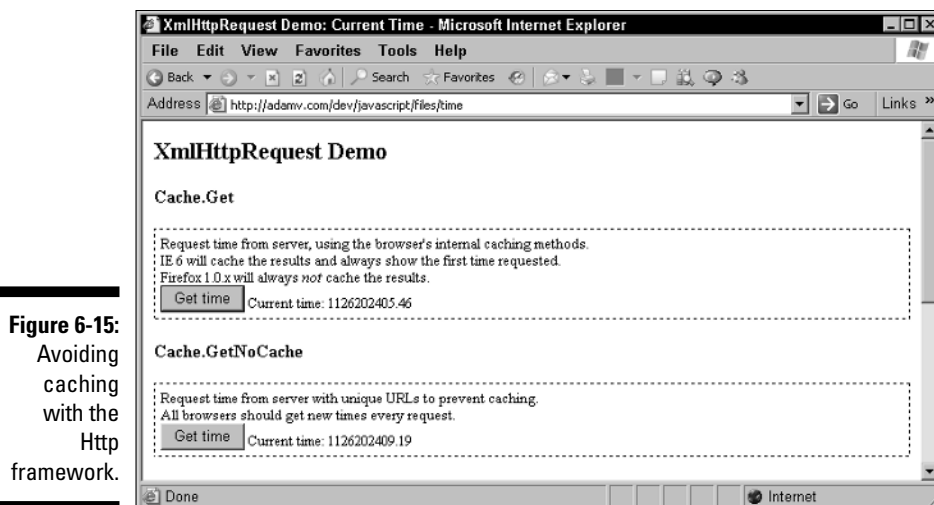 XmlHttpRequest Demo: Current Time - Microsoft Internet Explorer
File Edit View Favorites Tools Help
Back Search Favorites
Address http://adamv.com/dev/javascript/files/time Go Links »
XmlHttpRequest Demo
Cache.Get
Request time from server, using the browser's internal caching methods.
IE 6 will cache the results and always show the first time requested.
Firefox 1.0.x will always not cache the results.
Get time Current time: 1126202405.46
Cache.GetNoCache
Request time from server with unique URLs to prevent caching.
All browsers should get new times every request.
Get time Current time: 1126202409.19
Done Internet
Figure 6-15:
Avoiding
caching
with the
Http
framework.